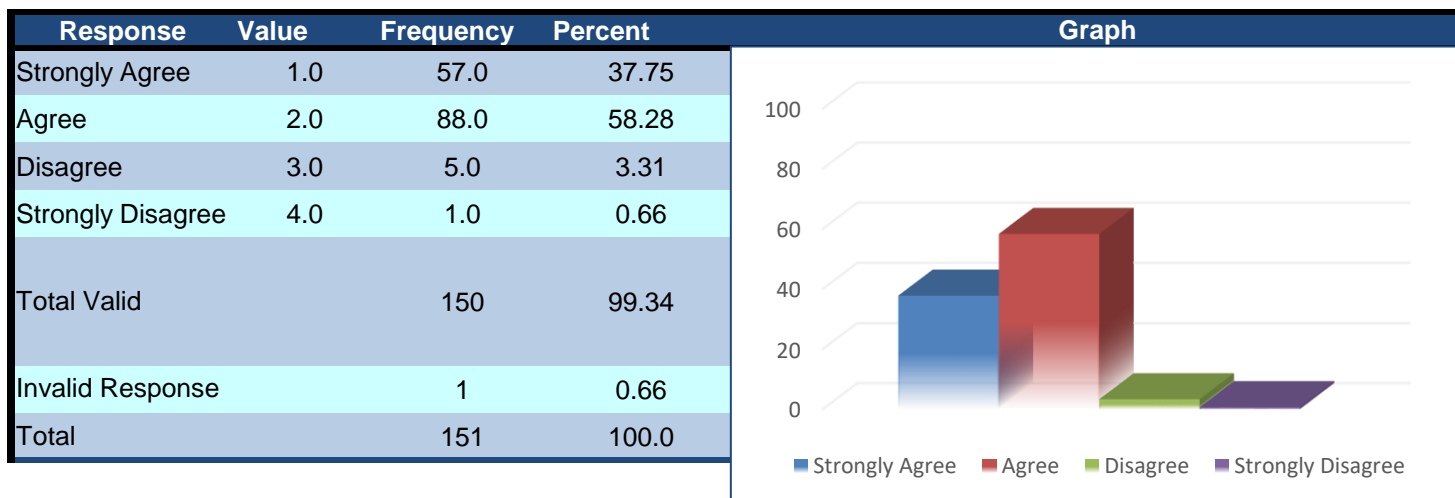 Response Value Frequency Percent Graph
Strongly Agree 1.0 57.0 37.75
Agree 2.0 88.0 58.28
Disagree 3.0 5.0 3.31
Strongly Disagree 4.0 1.0 0.66
Total Valid 150 99.34
Invalid Response 1 0.66
Total 151 100.0
100
80
60
40
20
0
Strongly Agree Agree Disagree Strongly Disagree